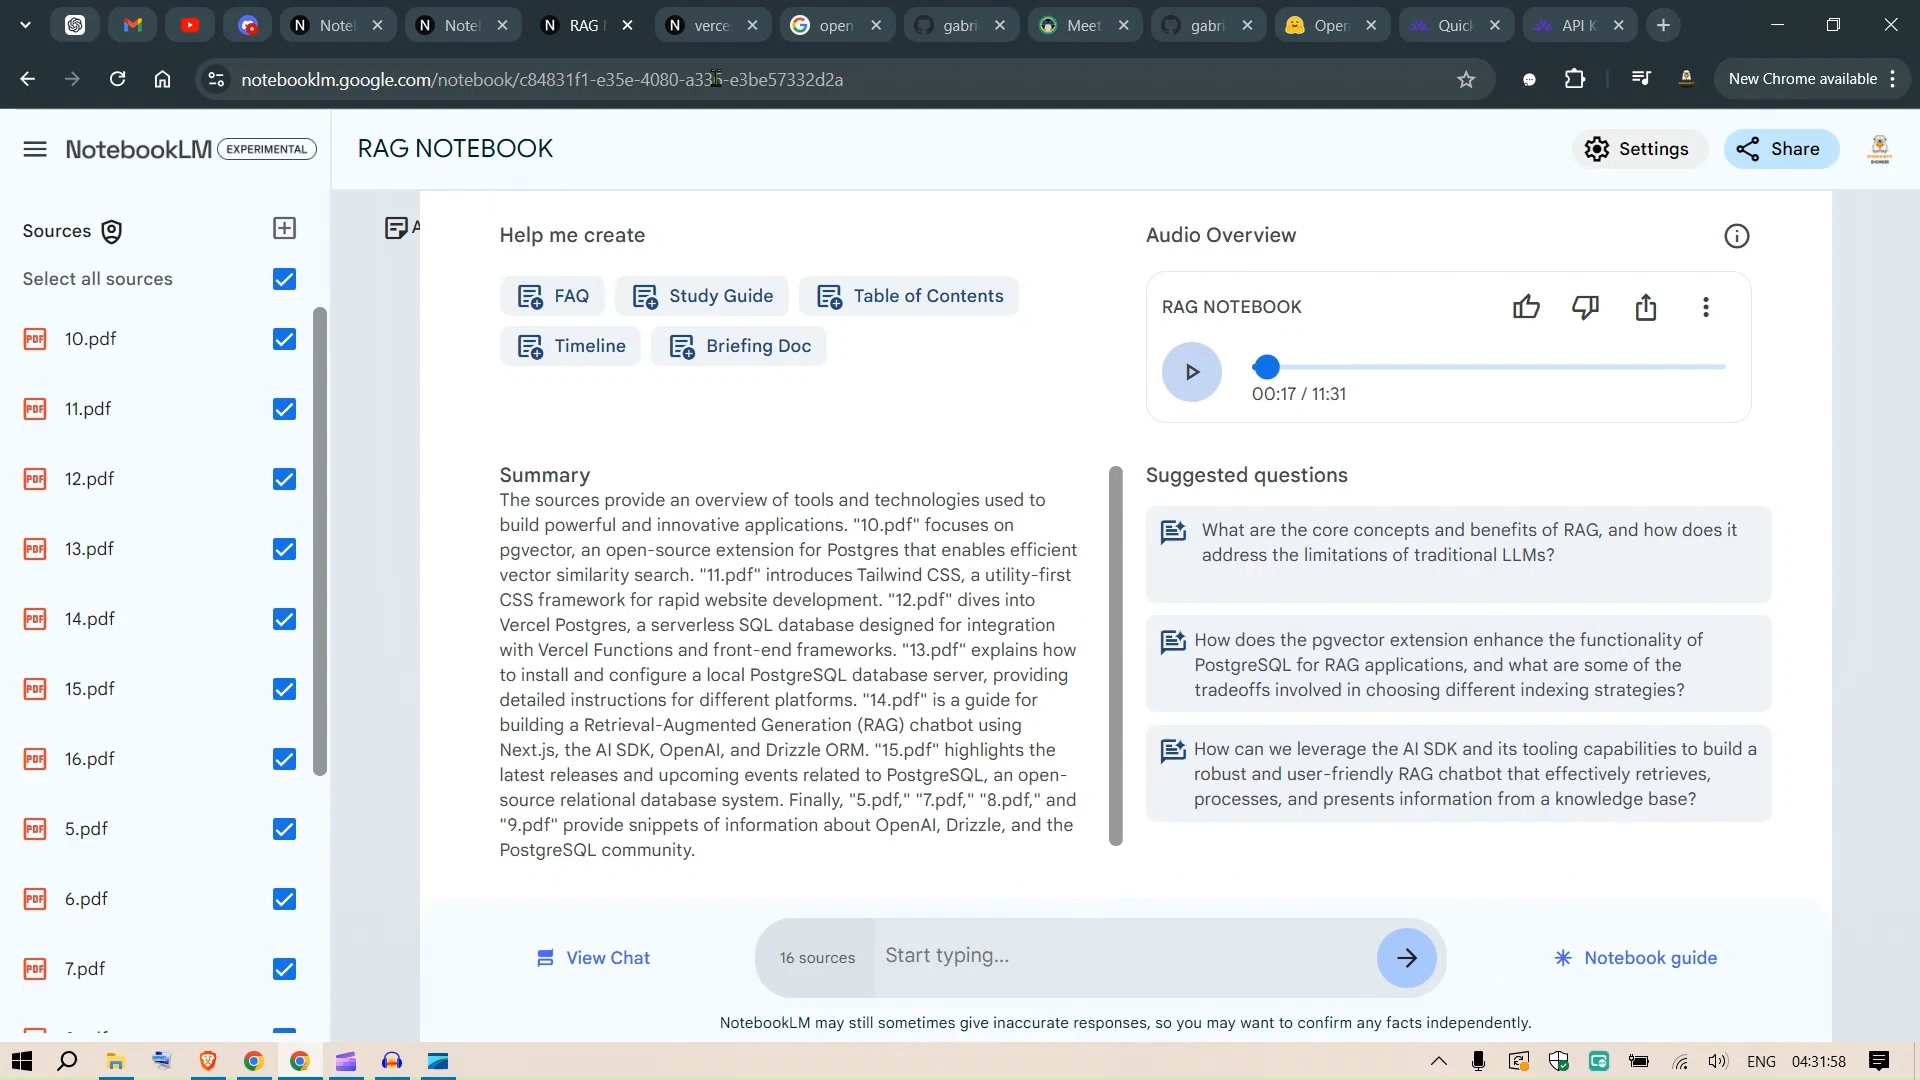 Notel
Notel
RAG
verce
open
gabri
Meet
gabri
Open
Quick
API K
notebooklm.google.com/notebook/c84831f1-e35e-4080-a335-e3be57332d2a
New Chrome available
NotebookLM EXPERIMENTAL
RAG NOTEBOOK
Settings
Share
Sources
Select all sources
PDF 10.pdf
PDF 11.pdf
PDF 12.pdf
PDF 13.pdf
PDF 14.pdf
PDF 15.pdf
PDF 16.pdf
PDF 5.pdf
PDF 6.pdf
PDF 7.pdf
Help me create
FAQ
Study Guide
Table of Contents
Timeline
Briefing Doc
Audio Overview
RAG NOTEBOOK
00:17 / 11:31
Summary
The sources provide an overview of tools and technologies used to
build powerful and innovative applications. "10.pdf" focuses on
pgvector, an open-source extension for Postgres that enables efficient
vector similarity search. "11.pdf" introduces Tailwind CSS, a utility-first
CSS framework for rapid website development. "12.pdf" dives into
Vercel Postgres, a serverless SQL database designed for integration
with Vercel Functions and front-end frameworks. "13.pdf" explains how
to install and configure a local PostgreSQL database server, providing
detailed instructions for different platforms. "14.pdf" is a guide for
building a Retrieval-Augmented Generation (RAG) chatbot using
Next.js, the AI SDK, OpenAI, and Drizzle ORM. "15.pdf" highlights the
latest releases and upcoming events related to PostgreSQL, an open-
source relational database system. Finally, "5.pdf," "7.pdf," "8.pdf," and
"9.pdf" provide snippets of information about OpenAI, Drizzle, and the
PostgreSQL community.
Suggested questions
What are the core concepts and benefits of RAG, and how does it
address the limitations of traditional LLMs?
How does the pgvector extension enhance the functionality of
PostgreSQL for RAG applications, and what are some of the
tradeoffs involved in choosing different indexing strategies?
How can we leverage the AI SDK and its tooling capabilities to build a
robust and user-friendly RAG chatbot that effectively retrieves,
processes, and presents information from a knowledge base?
View Chat
16 sources
Start typing...
Notebook guide
NotebookLM may still sometimes give inaccurate responses, so you may want to confirm any facts independently.
ENG
04:31:58